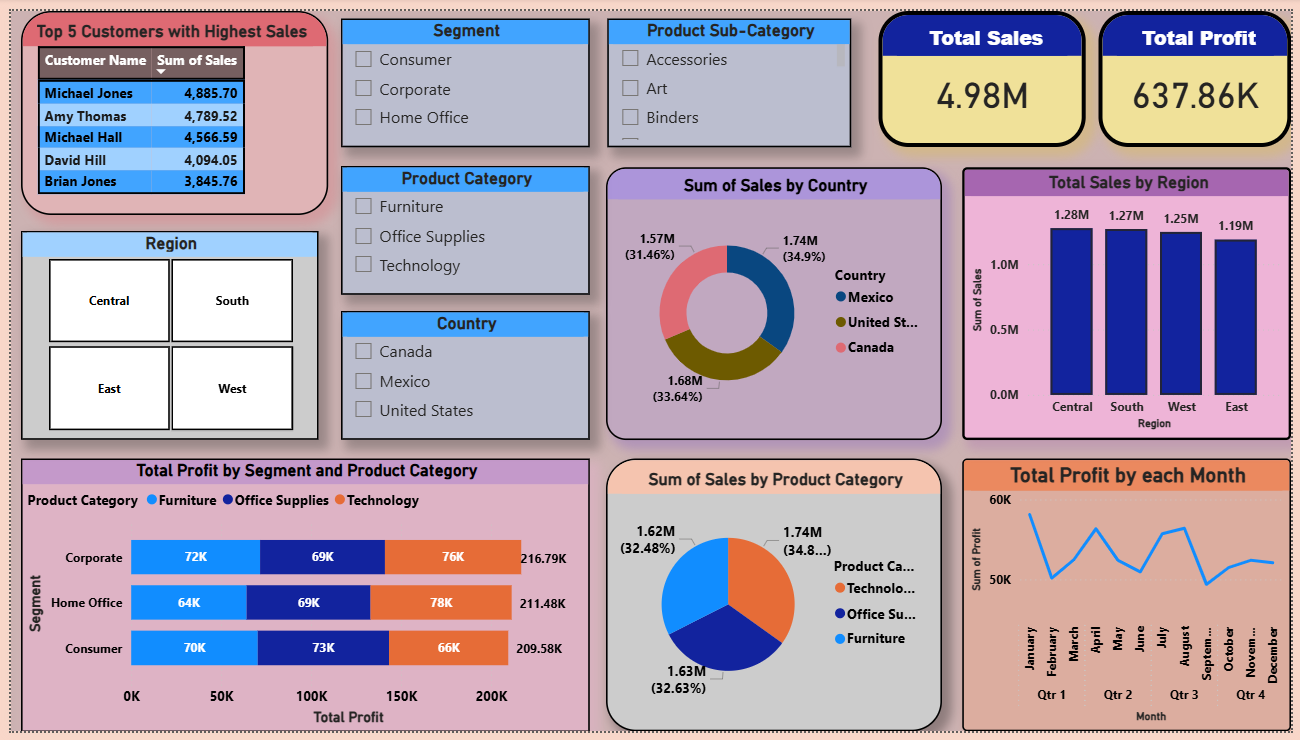 Top 5 Customers with Highest Sales
Customer Name Sum of Sales
Michael Jones 4,885.70
Amy Thomas 4,789.52
Michael Hall 4,566.59
David Hill 4,094.05
Brian Jones 3,845.76
Segment
Consumer
Corporate
Home Office
Product Sub-Category
Accessories
Art
Binders
Total Sales
4.98M
Total Profit
637.86K
Region
Central South
East West
Product Category
Furniture
Office Supplies
Technology
Country
Canada
Mexico
United States
Sum of Sales by Country
1.57M
(31.46%)
1.74M
(34.9%)
1.68M
(33.64%)
Country
Mexico
United St...
Canada
Total Sales by Region
Sum of Sales
1.28M 1.27M 1.25M 1.19M
1.0M
0.5M
0.0M
Central South West East
Region
Total Profit by Segment and Product Category
Product Category Furniture Office Supplies Technology
Segment
Corporate 72K 69K 76K 216.79K
Home Office 64K 69K 78K 211.48K
Consumer 70K 73K 66K 209.58K
0K 50K 100K 150K 200K
Total Profit
Sum of Sales by Product Category
1.62M
(32.48%)
1.74M
(34.8...)
1.63M
(32.63%)
Product Ca...
Technolo...
Office Su...
Furniture
Total Profit by each Month
Sum of Profit
60K
50K
January February March April May June July August Septem... October Novem... December
Qtr 1 Qtr 2 Qtr 3 Qtr 4
Month